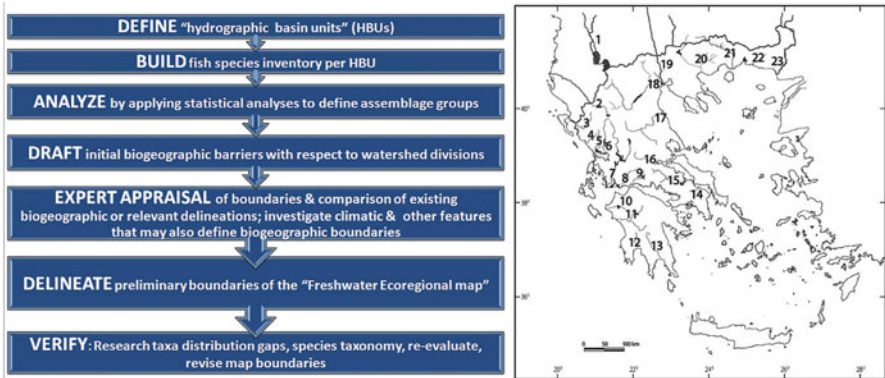 DEFINE "hydrographic basin units" (HBUs)
BUILD fish species inventory per HBU
ANALYZE by applying statistical analyses to define assemblage groups
DRAFT initial biogeographic barriers with respect to watershed divisions
EXPERT APPRAISAL of boundaries & comparison of existing
biogeographic or relevant delineations; investigate climatic & other features
that may also define biogeographic boundaries
DELINEATE preliminary boundaries of the "Freshwater Ecoregional map"
VERIFY: Research taxa distribution gaps, species taxonomy, re-evaluate,
revise map boundaries
1
19
20
21
22
23
18
40°
2
3
17
4
5
6
16
7
8
9
15
14
38°
10
11
12
13
36°
0 50 100 km
20° 22° 24° 26° 28°